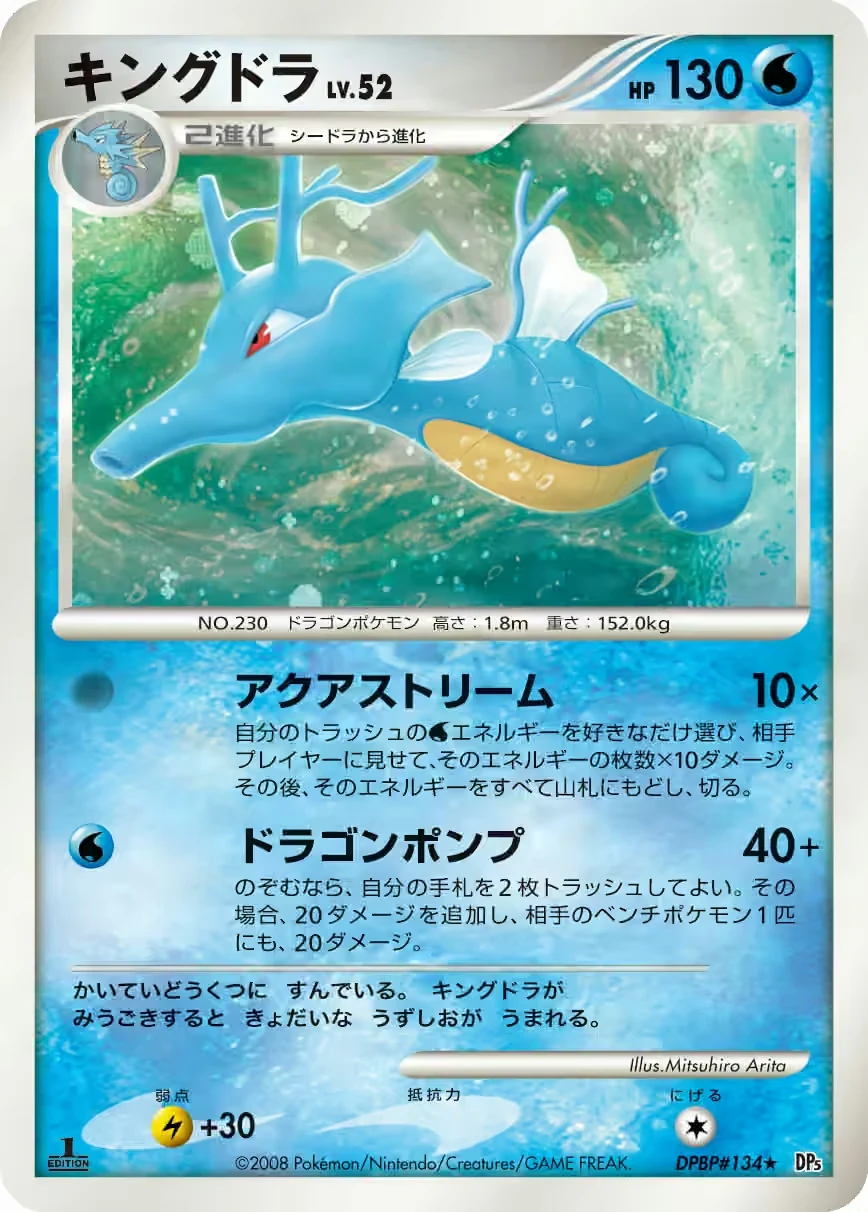 キングドラ LV.52 HP 130
2進化 シードラから進化
NO.230 ドラゴンポケモン 高さ：1.8m 重さ：152.0kg
アクアストリーム 10×
自分のトラッシュのエネルギーを好きなだけ選び、相手
プレイヤーに見せて、そのエネルギーの枚数×10ダメージ。
その後、そのエネルギーをすべて山札にもどし、切る。
ドラゴンポンプ 40+
のぞむなら、自分の手札を2枚トラッシュしてよい。その
場合、20ダメージを追加し、相手のベンチポケモン1匹
にも、20ダメージ。
かいていどうくつに すんでいる。 キングドラが
みうごきすると きょだいな うずしおが うまれる。
Illus.Mitsuhiro Arita
弱点 抵抗力 にげる
+30
1 EDITION
©2008 Pokémon/Nintendo/Creatures/GAME FREAK. DPBP#134★ DP5